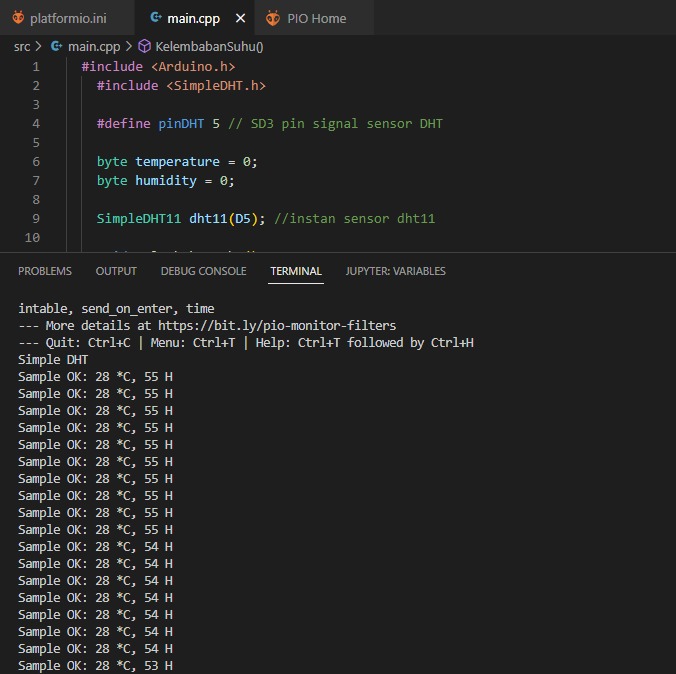 platformio.ini main.cpp × PIO Home
src > main.cpp > KelembabanSuhu()
1 #include <Arduino.h>
2 #include <SimpleDHT.h>
3
4 #define pinDHT 5 // SD3 pin signal sensor DHT
5
6 byte temperature = 0;
7 byte humidity = 0;
8
9 SimpleDHT11 dht11(D5); //instan sensor dht11
10
PROBLEMS OUTPUT DEBUG CONSOLE TERMINAL JUPYTER: VARIABLES
intable, send_on_enter, time
--- More details at https://bit.ly/pio-monitor-filters
--- Quit: Ctrl+C | Menu: Ctrl+T | Help: Ctrl+T followed by Ctrl+H
Simple DHT
Sample OK: 28 *C, 55 H
Sample OK: 28 *C, 55 H
Sample OK: 28 *C, 55 H
Sample OK: 28 *C, 55 H
Sample OK: 28 *C, 55 H
Sample OK: 28 *C, 55 H
Sample OK: 28 *C, 55 H
Sample OK: 28 *C, 55 H
Sample OK: 28 *C, 55 H
Sample OK: 28 *C, 55 H
Sample OK: 28 *C, 54 H
Sample OK: 28 *C, 54 H
Sample OK: 28 *C, 54 H
Sample OK: 28 *C, 54 H
Sample OK: 28 *C, 54 H
Sample OK: 28 *C, 54 H
Sample OK: 28 *C, 54 H
Sample OK: 28 *C, 53 H